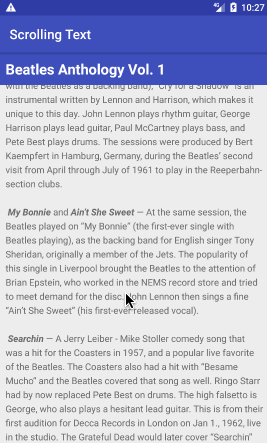 4G 10:27
Scrolling Text
Beatles Anthology Vol. 1
with the Beatles as a backing band), "Cry for a Shadow" is an
instrumental written by Lennon and Harrison, which makes it
unique to this day. John Lennon plays rhythm guitar, George
Harrison plays lead guitar, Paul McCartney plays bass, and
Pete Best plays drums. The sessions were produced by Bert
Kaempfert in Hamburg, Germany, during the Beatles' second
visit from April through July of 1961 to play in the Reeperbahn-
section clubs.
My Bonnie and Ain't She Sweet — At the same session, the
Beatles played on "My Bonnie" (the first-ever single with
Beatles playing), as the backing band for English singer Tony
Sheridan, originally a member of the Jets. The popularity of
this single in Liverpool brought the Beatles to the attention of
Brian Epstein, who worked in the NEMS record store and tried
to meet demand for the disc. John Lennon then sings a fine
"Ain't She Sweet" (his first-ever released vocal).
Searchin — A Jerry Leiber - Mike Stoller comedy song that
was a hit for the Coasters in 1957, and a popular live favorite
of the Beatles. The Coasters also had a hit with "Besame
Mucho" and the Beatles covered that song as well. Ringo Starr
had by now replaced Pete Best on drums. The high falsetto is
George, who also plays a hesitant lead guitar. This is from their
first audition for Decca Records in London on Jan 1., 1962, live
in the studio. The Grateful Dead would later cover "Searchin"